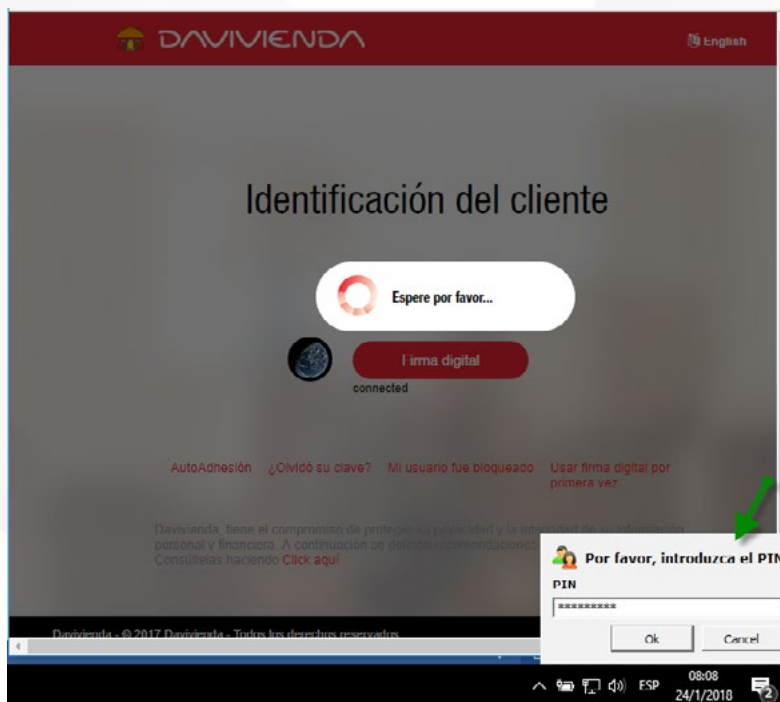 DAVIVIENDA
English
Identificación del cliente
Espere por favor...
Firma digital
connected
AutoAdhesión ¿Olvidó su clave? Mi usuario fue bloqueado Usar firma digital por
primera vez
Davivienda, tiene el compromiso de proteger su privacidad y la integridad de su información
personal y financiera. A continuación se definen recomendaciones
Consúltelas haciendo Click aquí
Por favor, introduzca el PIN
PIN
*********
Ok Cancel
Davivienda - © 2017 Davivienda - Todos los derechos reservados
ESP
08:08
24/1/2018
2